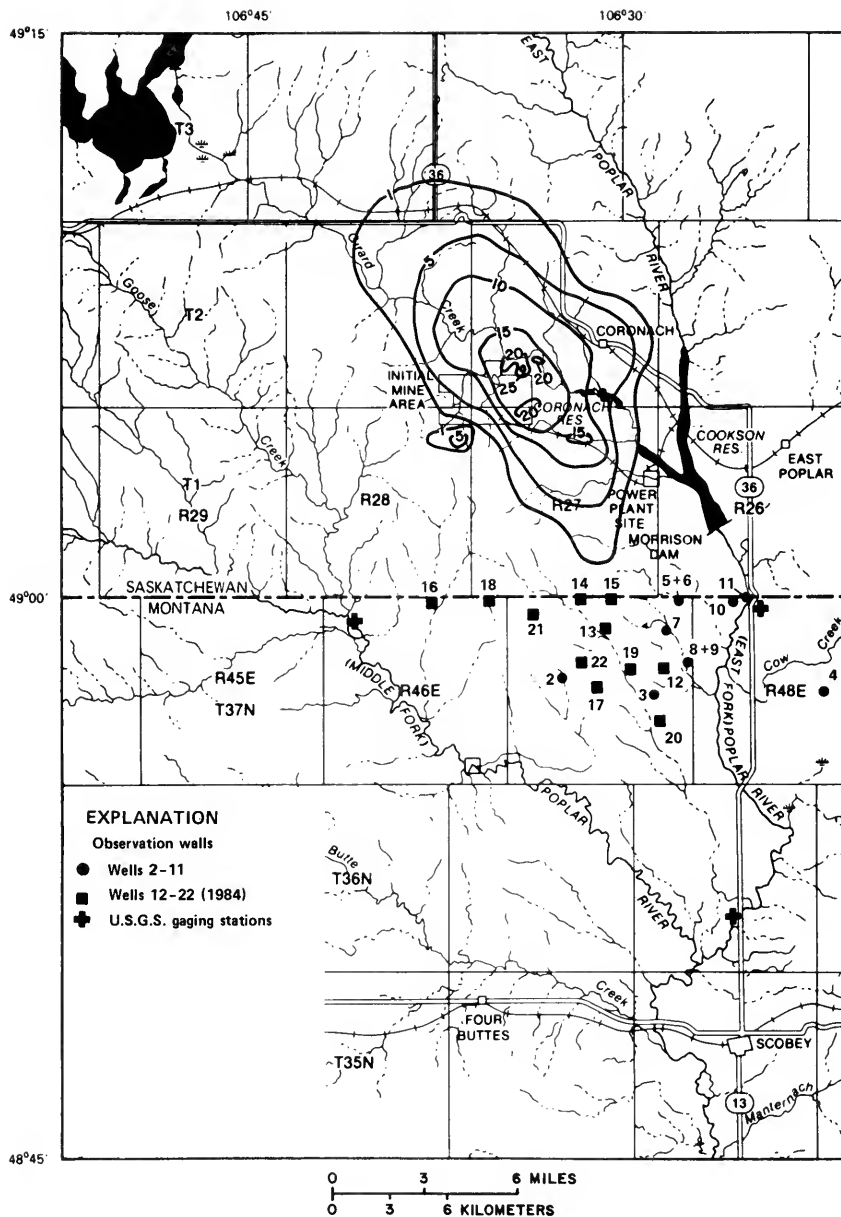 106°45'
106°30'
49°15'
EAST
POPLAR
RIVER
T3
36
1
Girard
Creek
5
10
Goose
T2
15
CORONACH
20
20
25
INITIAL
MINE
AREA
20
CORONACH
RES.
15
5
COOKSON
RES.
EAST
POPLAR
Creek
T1
R28
R29
R27
POWER
PLANT
SITE
36
R26
MORRISON
DAM
SASKATCHEWAN
49°00'
MONTANA
16
18
14
15
5+6
11
10
21
13
7
(EAST
FORK)
POPLAR
RIVER
Cow Creek
R45E
R46E
(MIDDLE
FORK)
22
19
8+9
4
2
12
R48E
T37N
17
3
20
EXPLANATION
Observation walls
Wells 2-11
Wells 12-22 (1984)
U.S.G.S. gaging stations
POPLAR
RIVER
Butte
T36N
Creek
FOUR
BUTTES
SCOBEY
T35N
13
Manternach
48°45'
0 3 6 MILES
0 3 6 KILOMETERS